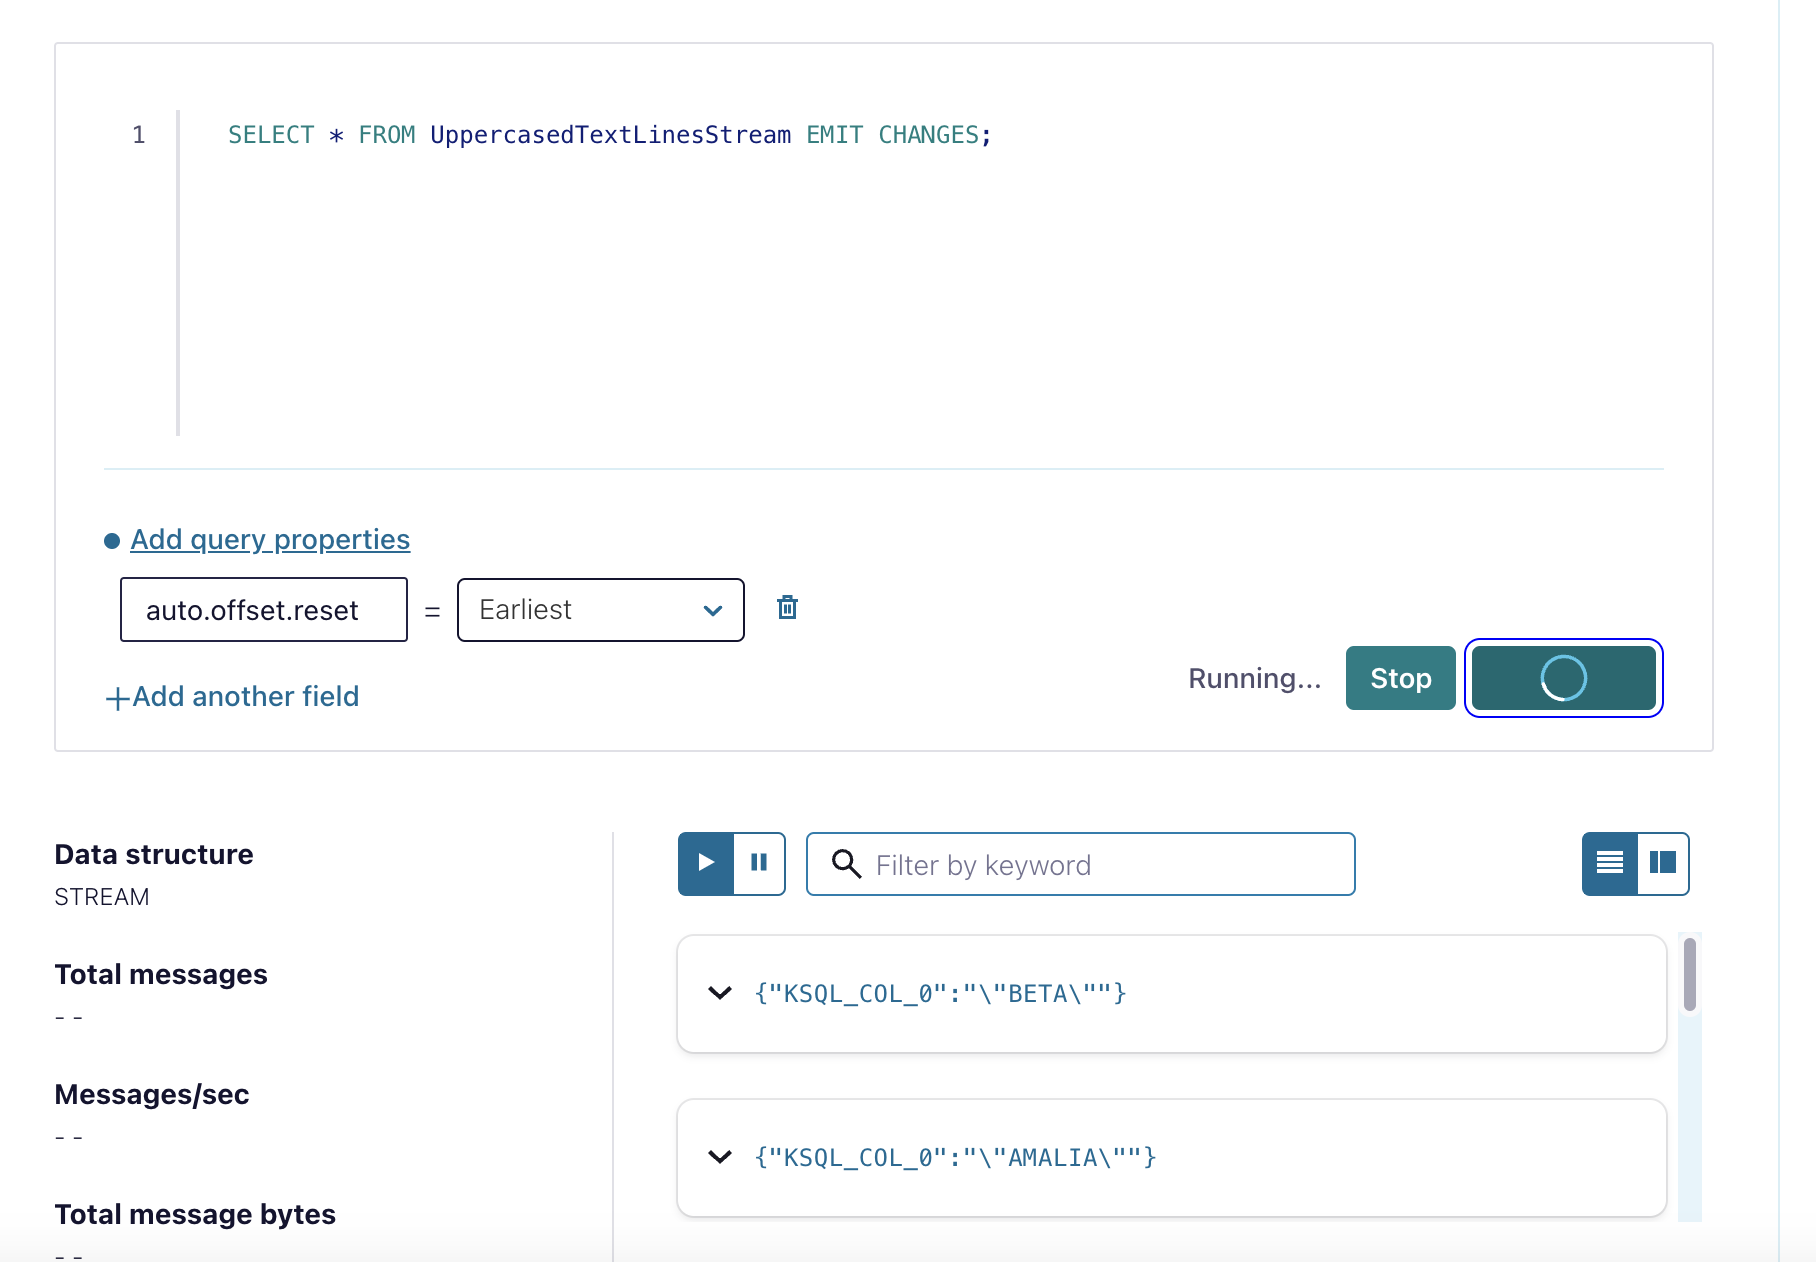 1 SELECT * FROM UppercasedTextLinesStream EMIT CHANGES;
Add query properties
auto.offset.reset = Earliest
+Add another field
Running... Stop
Data structure
STREAM
Total messages
- -
Messages/sec
- -
Total message bytes
- -
Filter by keyword
{"KSQL_COL_0":"\"BETA\""}
{"KSQL_COL_0":"\"AMALIA\""}